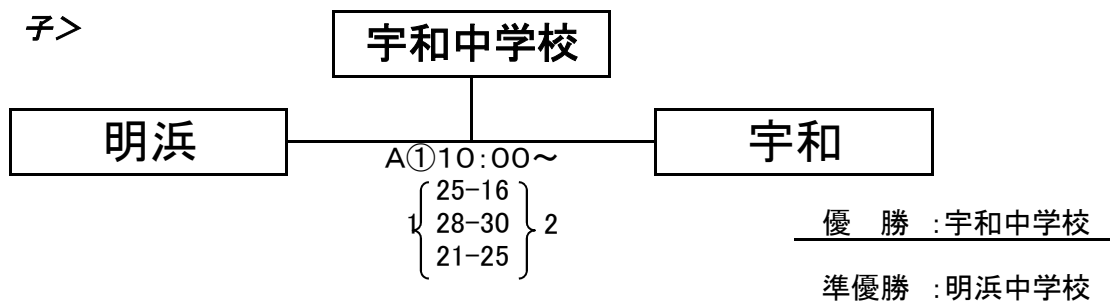 子＞
宇和中学校
明浜
宇和
A①10：00～
25-16
1 28-30 2
21-25
優　勝　：宇和中学校
準優勝　：明浜中学校